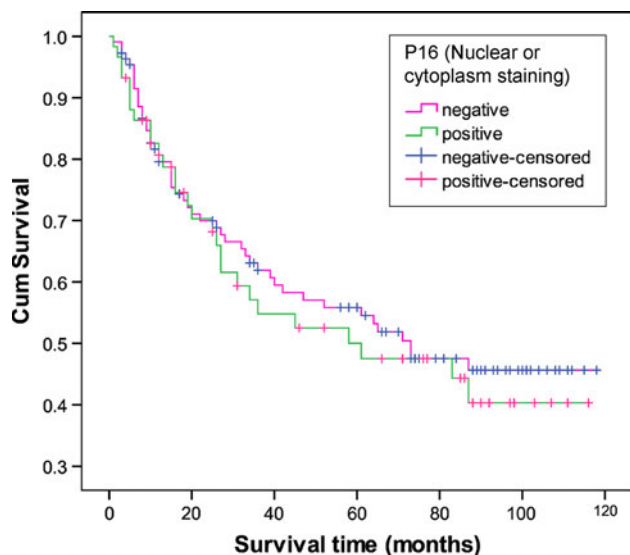 1.0
0.9
0.8
0.7
0.6
0.5
0.4
0.3
Cum Survival
P16 (Nuclear or
cytoplasm staining)
negative
positive
negative-censored
positive-censored
0 20 40 60 80 100 120
Survival time (months)